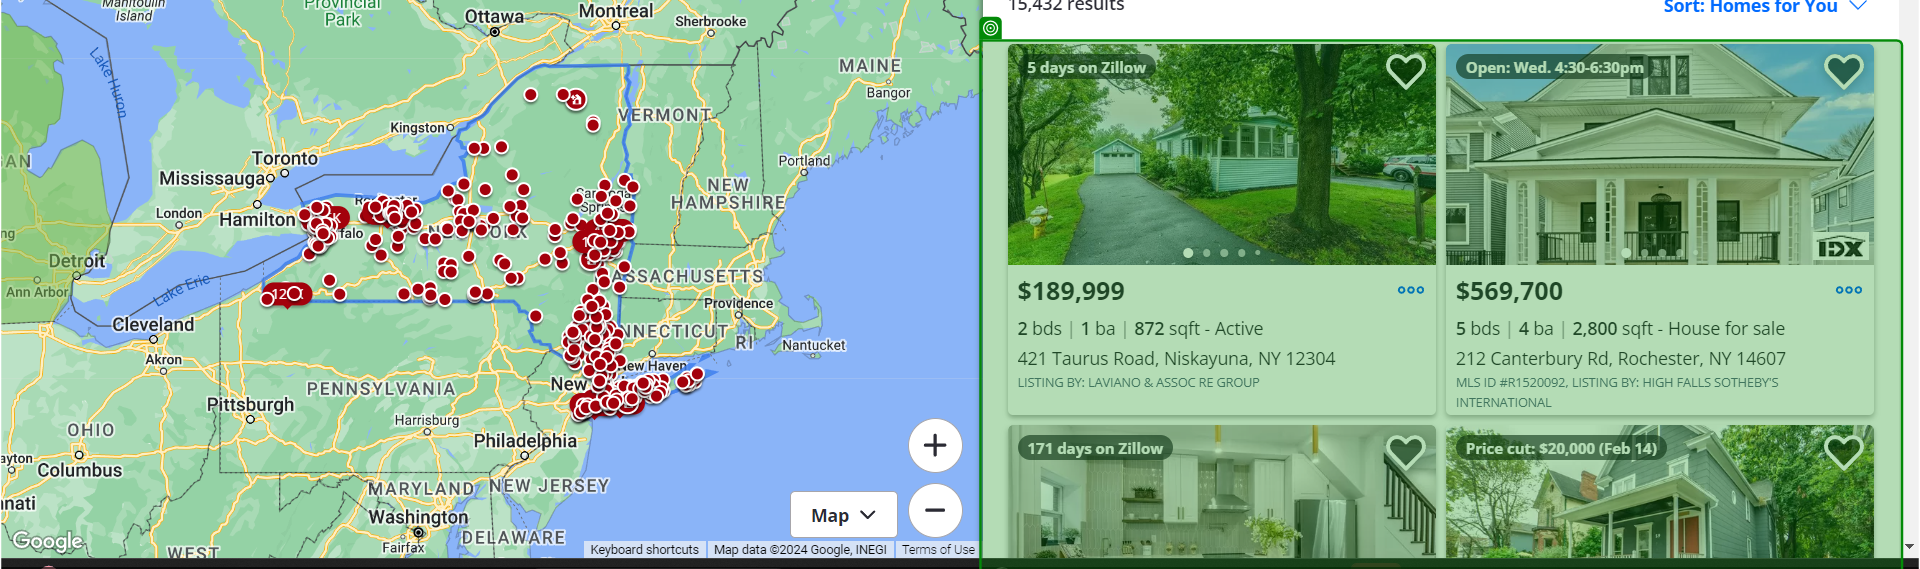 Manitoulin
Island
Provincial
Park
Ottawa
Montreal
Sherbrooke
MAINE
Bangor
Lake Huron
VERMONT
Kingston
Toronto
Mississauga
Portland
London
Hamilton
NEW
HAMPSHIRE
falo
AN
ng
Detroit
Ann Arbor
Lake Erie
ASSACHUSETTS
Providence
Cleveland
NNECTICUT
RI
Nantucket
Akron
New Haven
PENNSYLVANIA
New
Pittsburgh
Harrisburg
OHIO
Philadelphia
ayton
Columbus
MARYLAND
NEW JERSEY
nnati
Washington
DELAWARE
Fairfax
WEST
Google
Map
Keyboard shortcuts
Map data ©2024 Google, INEGI
Terms of Use
15,432 results
Sort: Homes for You
5 days on Zillow
$189,999
2 bds | 1 ba | 872 sqft - Active
421 Taurus Road, Niskayuna, NY 12304
LISTING BY: LAVIANO & ASSOC RE GROUP
Open: Wed. 4:30-6:30pm
IDX
$569,700
5 bds | 4 ba | 2,800 sqft - House for sale
212 Canterbury Rd, Rochester, NY 14607
MLS ID #R1520092, LISTING BY: HIGH FALLS SOTHEBY'S
INTERNATIONAL
171 days on Zillow
Price cut: $20,000 (Feb 14)